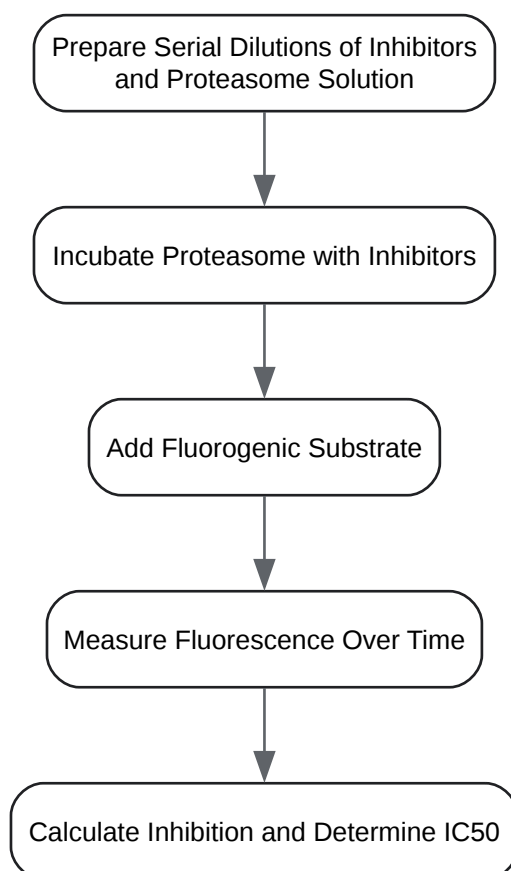 Prepare Serial Dilutions of Inhibitors
and Proteasome Solution
Incubate Proteasome with Inhibitors
Add Fluorogenic Substrate
Measure Fluorescence Over Time
Calculate Inhibition and Determine IC50